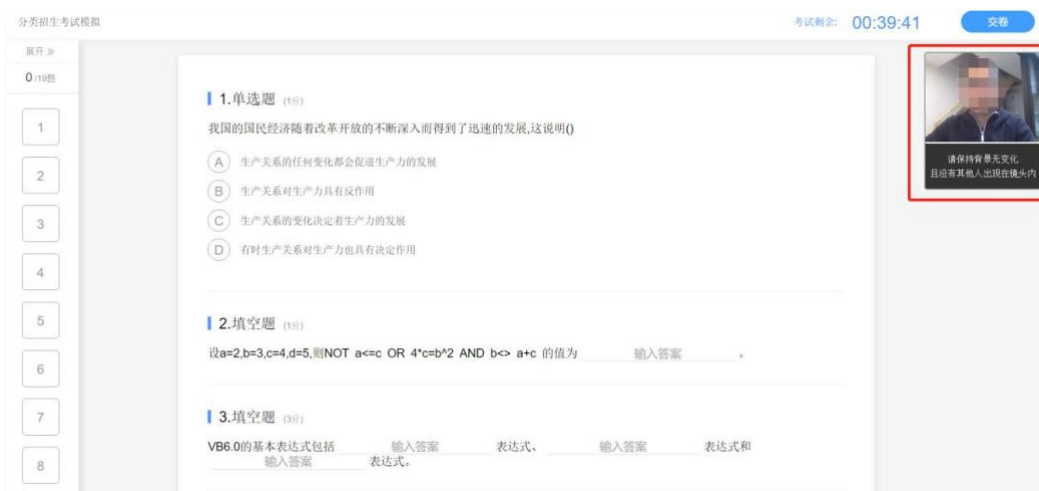 分类招生考试模拟
考试剩余: 00:39:41
交卷
展开 »
0 /19题
1
2
3
4
5
6
7
8
1.单选题 (1分)
我国的国民经济随着改革开放的不断深入而得到了迅速的发展,这说明()
A 生产关系的任何变化都会促进生产力的发展
B 生产关系对生产力具有反作用
C 生产关系的变化决定着生产力的发展
D 有时生产关系对生产力也具有决定作用
2.填空题 (1分)
设a=2,b=3,c=4,d=5,则NOT a<=c OR 4*c=b^2 AND b<> a+c 的值为 输入答案 。
3.填空题 (3分)
VB6.0的基本表达式包括 输入答案 表达式、 输入答案 表达式和
输入答案 表达式。
请保持背景无变化
且没有其他人出现在镜头内